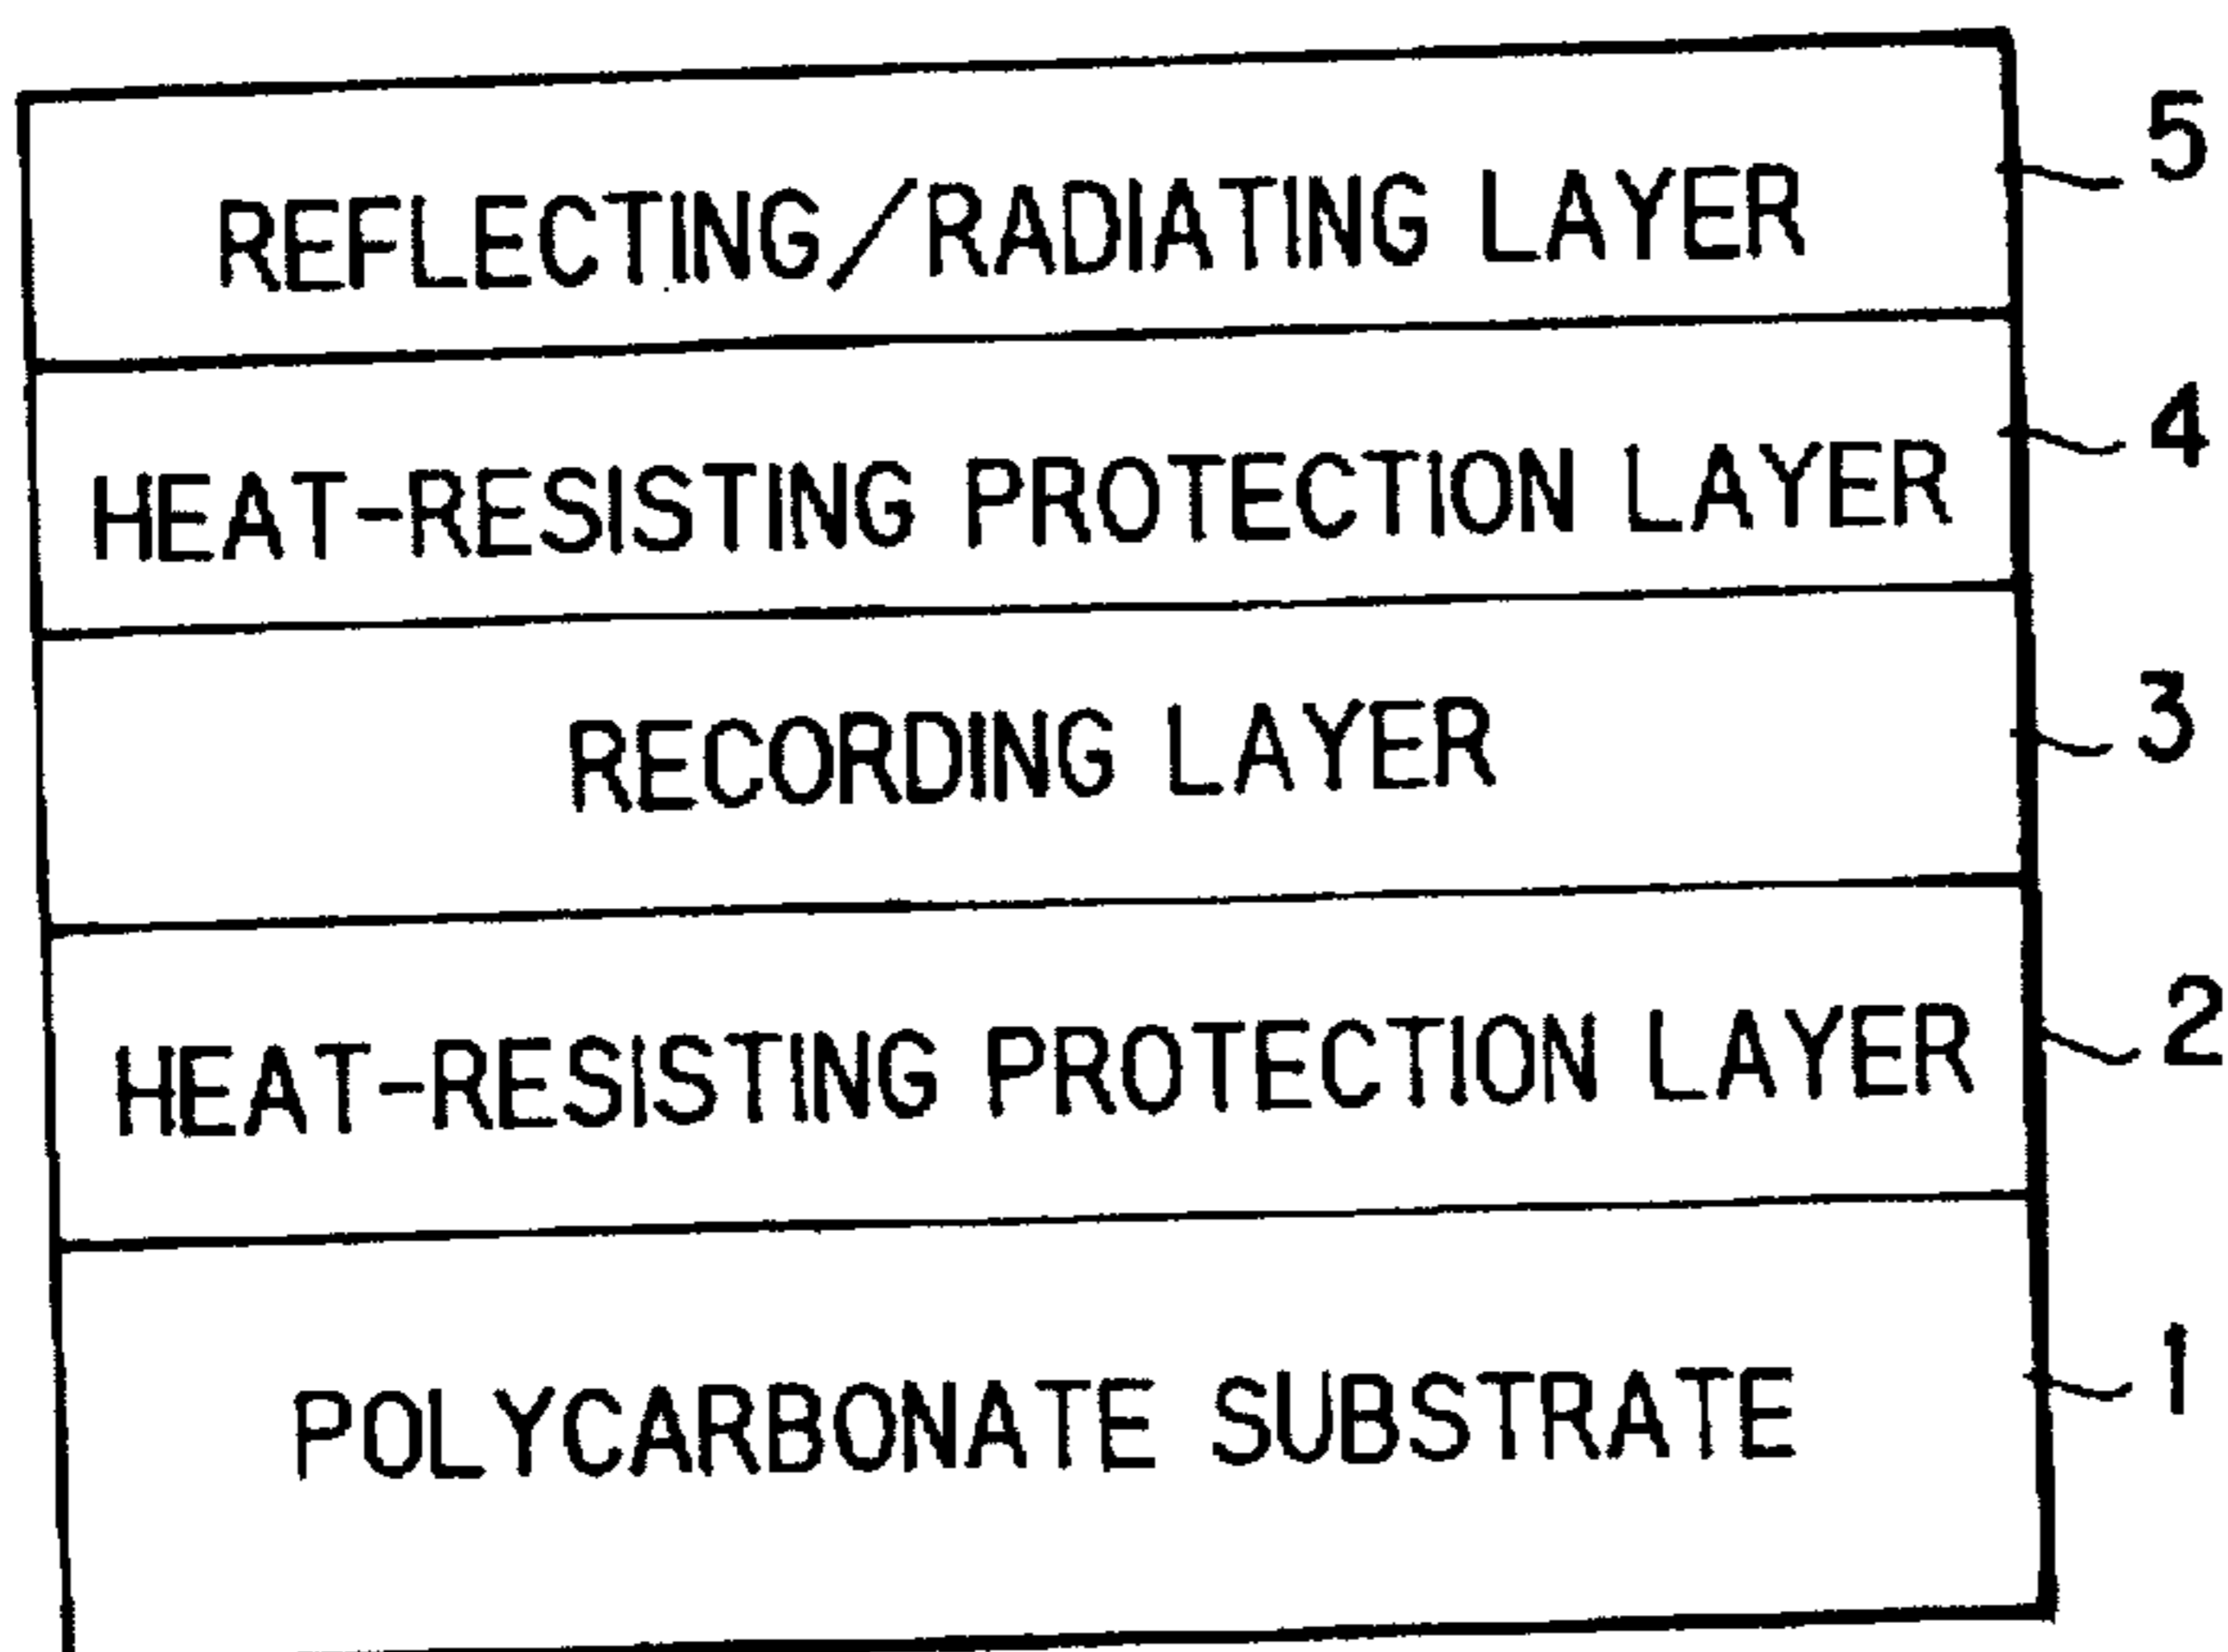 REFLECTING/RADIATING LAYER 5
HEAT-RESISTING PROTECTION LAYER 4
RECORDING LAYER 3
HEAT-RESISTING PROTECTION LAYER 2
POLYCARBONATE SUBSTRATE 1